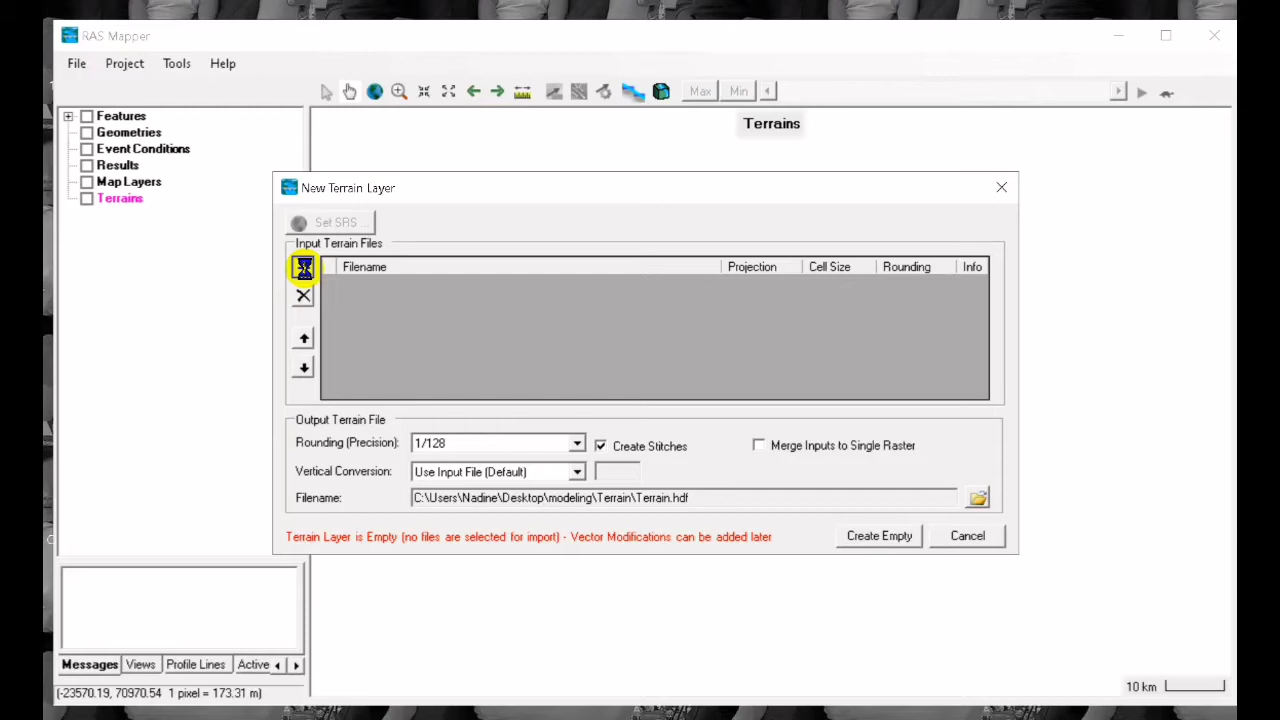 RAS Mapper
File Project Tools Help
Max Min
Features
Geometries
Event Conditions
Results
Map Layers
Terrains
Terrains
New Terrain Layer
Set SRS ...
Input Terrain Files
Filename Projection Cell Size Rounding Info
Output Terrain File
Rounding (Precision): 1/128 Create Stitches Merge Inputs to Single Raster
Vertical Conversion: Use Input File (Default)
Filename: C:\Users\Nadine\Desktop\modeling\Terrain\Terrain.hdf
Terrain Layer is Empty (no files are selected for import) - Vector Modifications can be added later Create Empty Cancel
Messages Views Profile Lines Active
(-23570.19, 70970.54 1 pixel = 173.31 m)
10 km